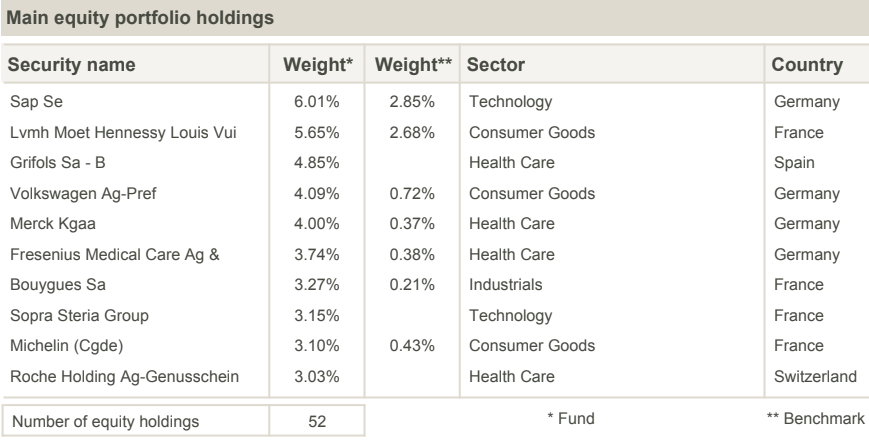 Main equity portfolio holdings
Security name Weight* Weight** Sector Country
Sap Se 6.01% 2.85% Technology Germany
Lvmh Moet Hennessy Louis Vui 5.65% 2.68% Consumer Goods France
Grifols Sa - B 4.85% Health Care Spain
Volkswagen Ag-Pref 4.09% 0.72% Consumer Goods Germany
Merck Kgaa 4.00% 0.37% Health Care Germany
Fresenius Medical Care Ag & 3.74% 0.38% Health Care Germany
Bouygues Sa 3.27% 0.21% Industrials France
Sopra Steria Group 3.15% Technology France
Michelin (Cgde) 3.10% 0.43% Consumer Goods France
Roche Holding Ag-Genusschein 3.03% Health Care Switzerland
Number of equity holdings 52 * Fund ** Benchmark